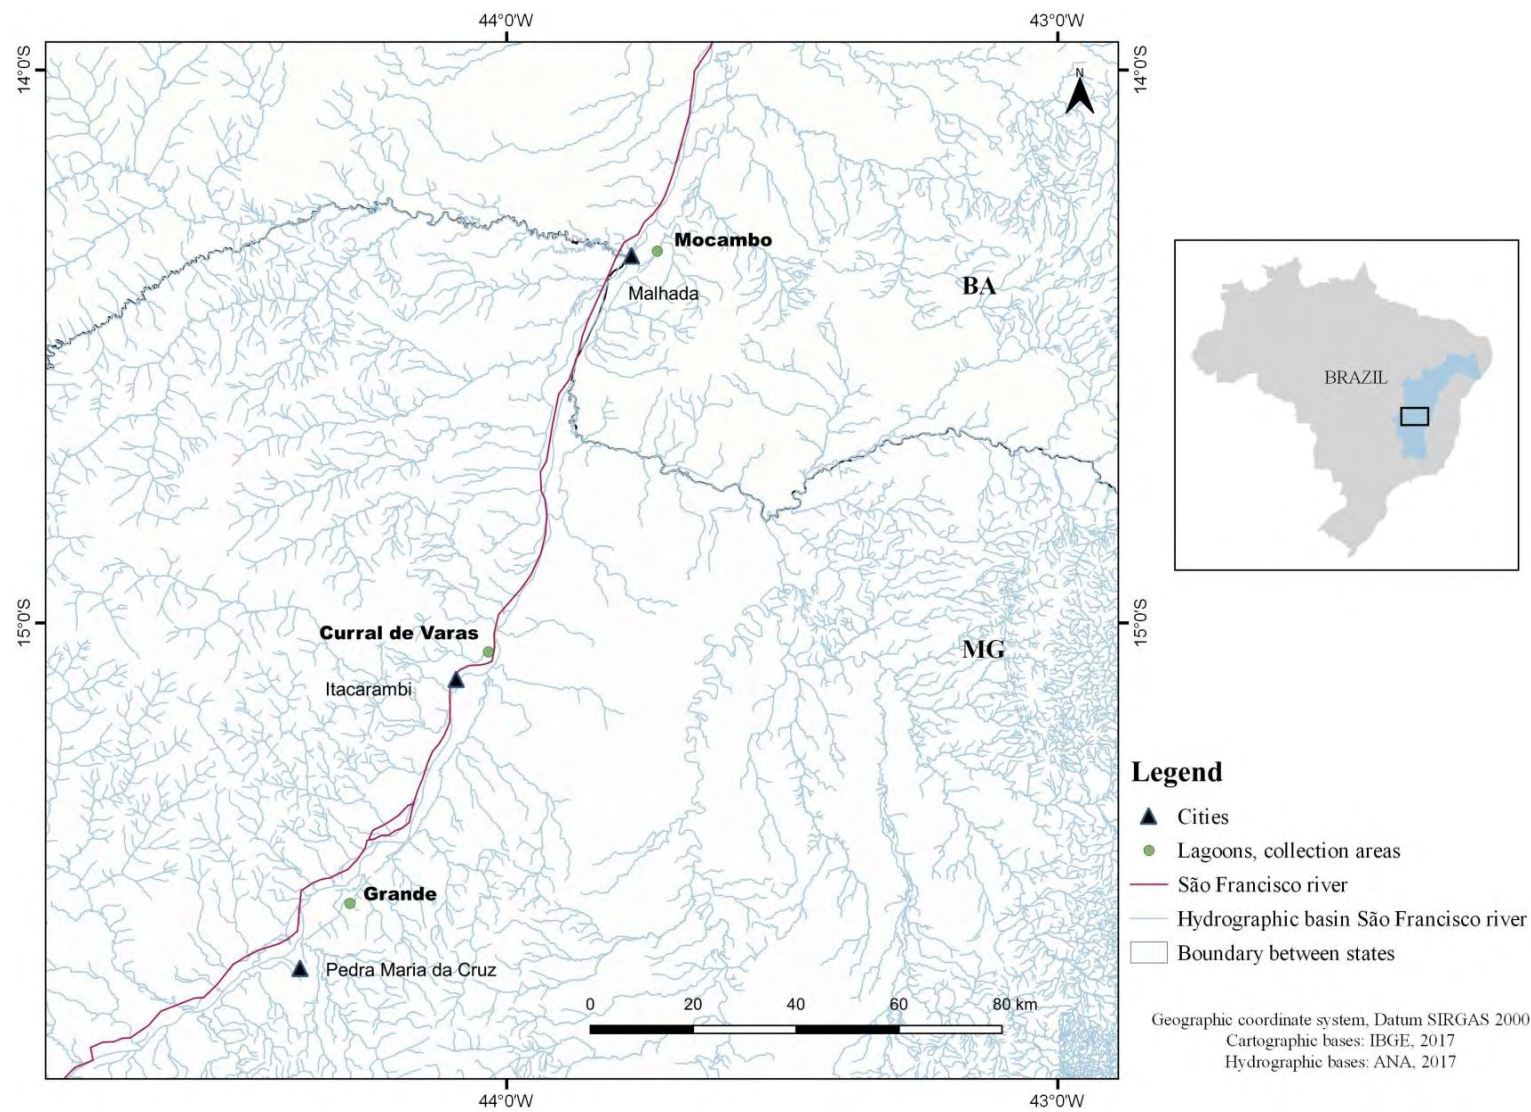 44°0'W
43°0'W
14°0'S
14°0'S
N
Mocambo
Malhada
BA
BRAZIL
15°0'S
15°0'S
Curral de Varas
MG
Itacarambi
Grande
Pedra Maria da Cruz
0 20 40 60 80 km
44°0'W
43°0'W
Legend
Cities
Lagoons, collection areas
São Francisco river
Hydrographic basin São Francisco river
Boundary between states
Geographic coordinate system, Datum SIRGAS 2000
Cartographic bases: IBGE, 2017
Hydrographic bases: ANA, 2017